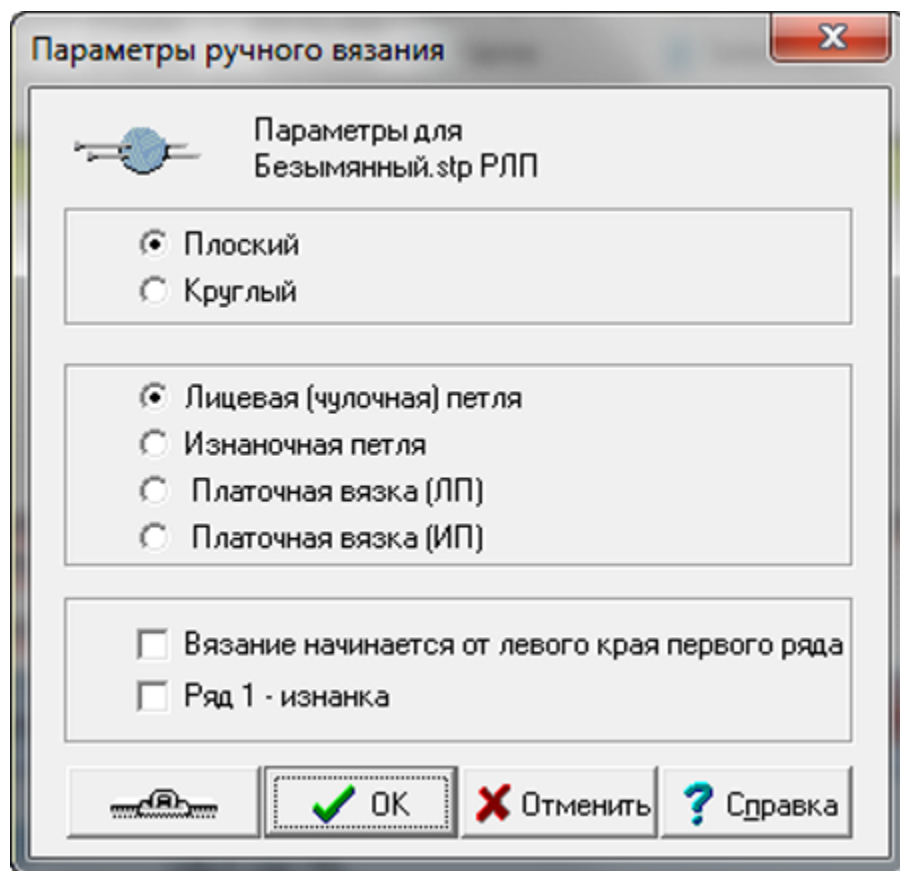 Параметры ручного вязания
Параметры для
Безымянный.stp РЛП
Плоский
Круглый
Лицевая (чулочная) петля
Изнаночная петля
Платочная вязка (ЛП)
Платочная вязка (ИП)
Вязание начинается от левого края первого ряда
Ряд 1 - изнанка
OK
Отменить
Справка